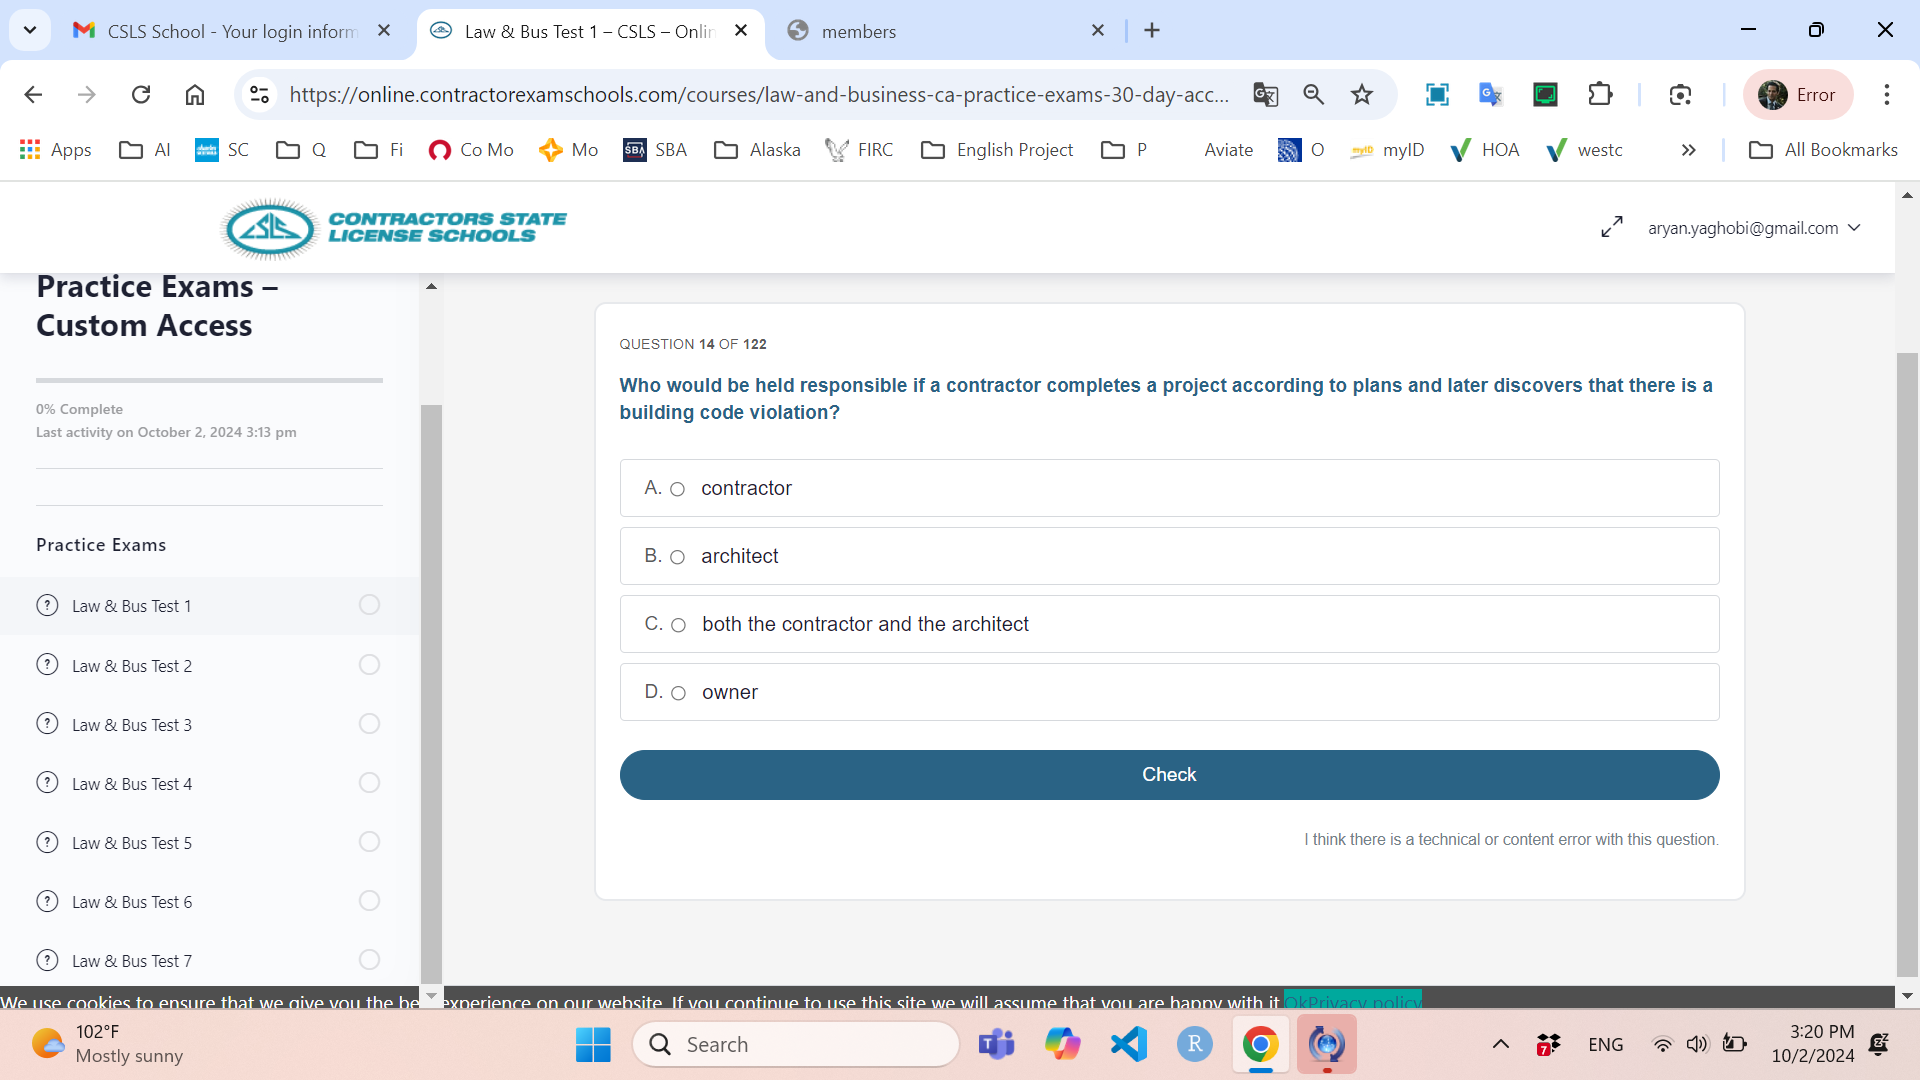 CSLS School - Your login inform
Law & Bus Test 1 – CSLS – Onlin
members
https://online.contractorexamschools.com/courses/law-and-business-ca-practice-exams-30-day-acc...
Error
Apps
AI
SC
Q
Fi
Co Mo
Mo
SBA
SBA
Alaska
FIRC
English Project
P
Aviate
O
myID
myID
HOA
westc
All Bookmarks
CSLS
CONTRACTORS STATE
LICENSE SCHOOLS
aryan.yaghobi@gmail.com
Practice Exams –
Custom Access
0% Complete
Last activity on October 2, 2024 3:13 pm
Practice Exams
Law & Bus Test 1
Law & Bus Test 2
Law & Bus Test 3
Law & Bus Test 4
Law & Bus Test 5
Law & Bus Test 6
Law & Bus Test 7
QUESTION 14 OF 122
Who would be held responsible if a contractor completes a project according to plans and later discovers that there is a
building code violation?
A. contractor
B. architect
C. both the contractor and the architect
D. owner
Check
I think there is a technical or content error with this question.
We use cookies to ensure that we give you the be experience on our website. If you continue to use this site we will assume that you are happy with it. OkPrivacy policy
102°F
Mostly sunny
Search
R
7
ENG
3:20 PM
10/2/2024